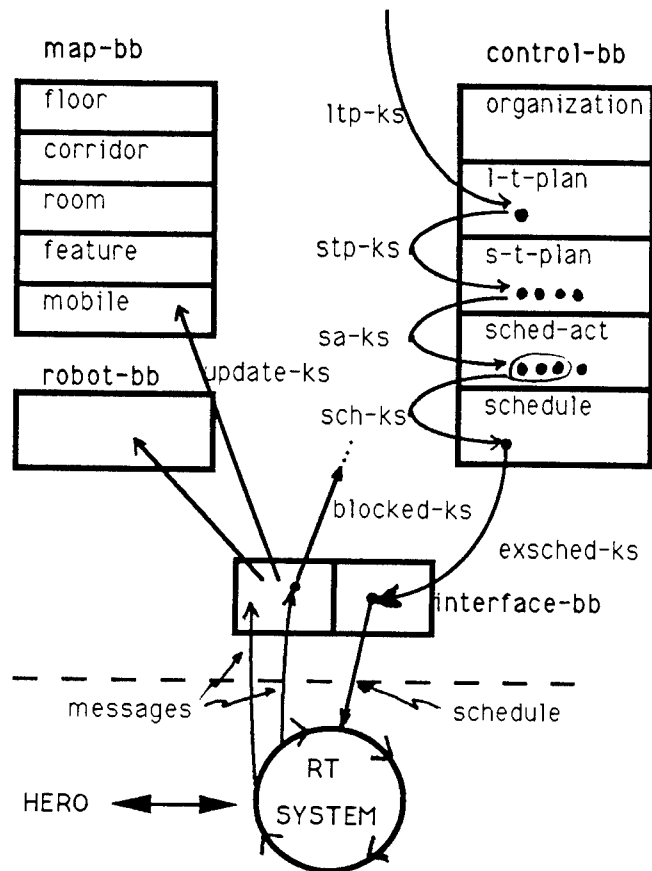 map-bb
control-bb
floor
corridor
room
feature
mobile
robot-bb
update-ks
ltp-ks
stp-ks
sa-ks
sch-ks
organization
l-t-plan
s-t-plan
sched-act
schedule
blocked-ks
exsched-ks
interface-bb
messages
schedule
RT
SYSTEM
HERO